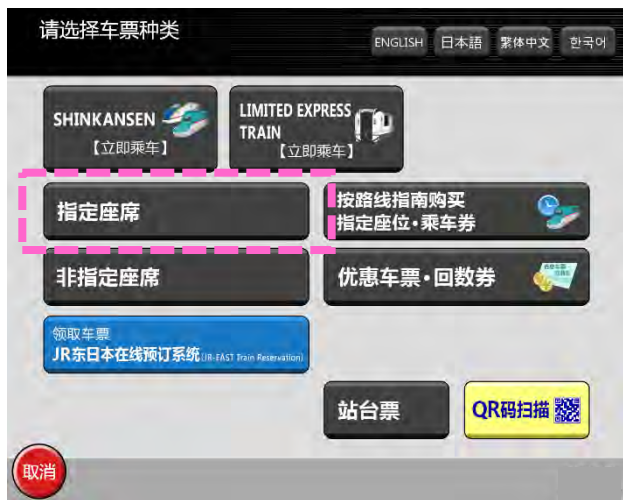 请选择车票种类
ENGLISH 日本語 繁体中文 한국어
SHINKANSEN
【立即乘车】
LIMITED EXPRESS
TRAIN
【立即乘车】
指定座席
按路线指南购买
指定座位・乘车券
非指定座席
优惠车票・回数券
领取车票
JR东日本在线预订系统(JR-EAST Train Reservation)
站台票
QR码扫描
取消